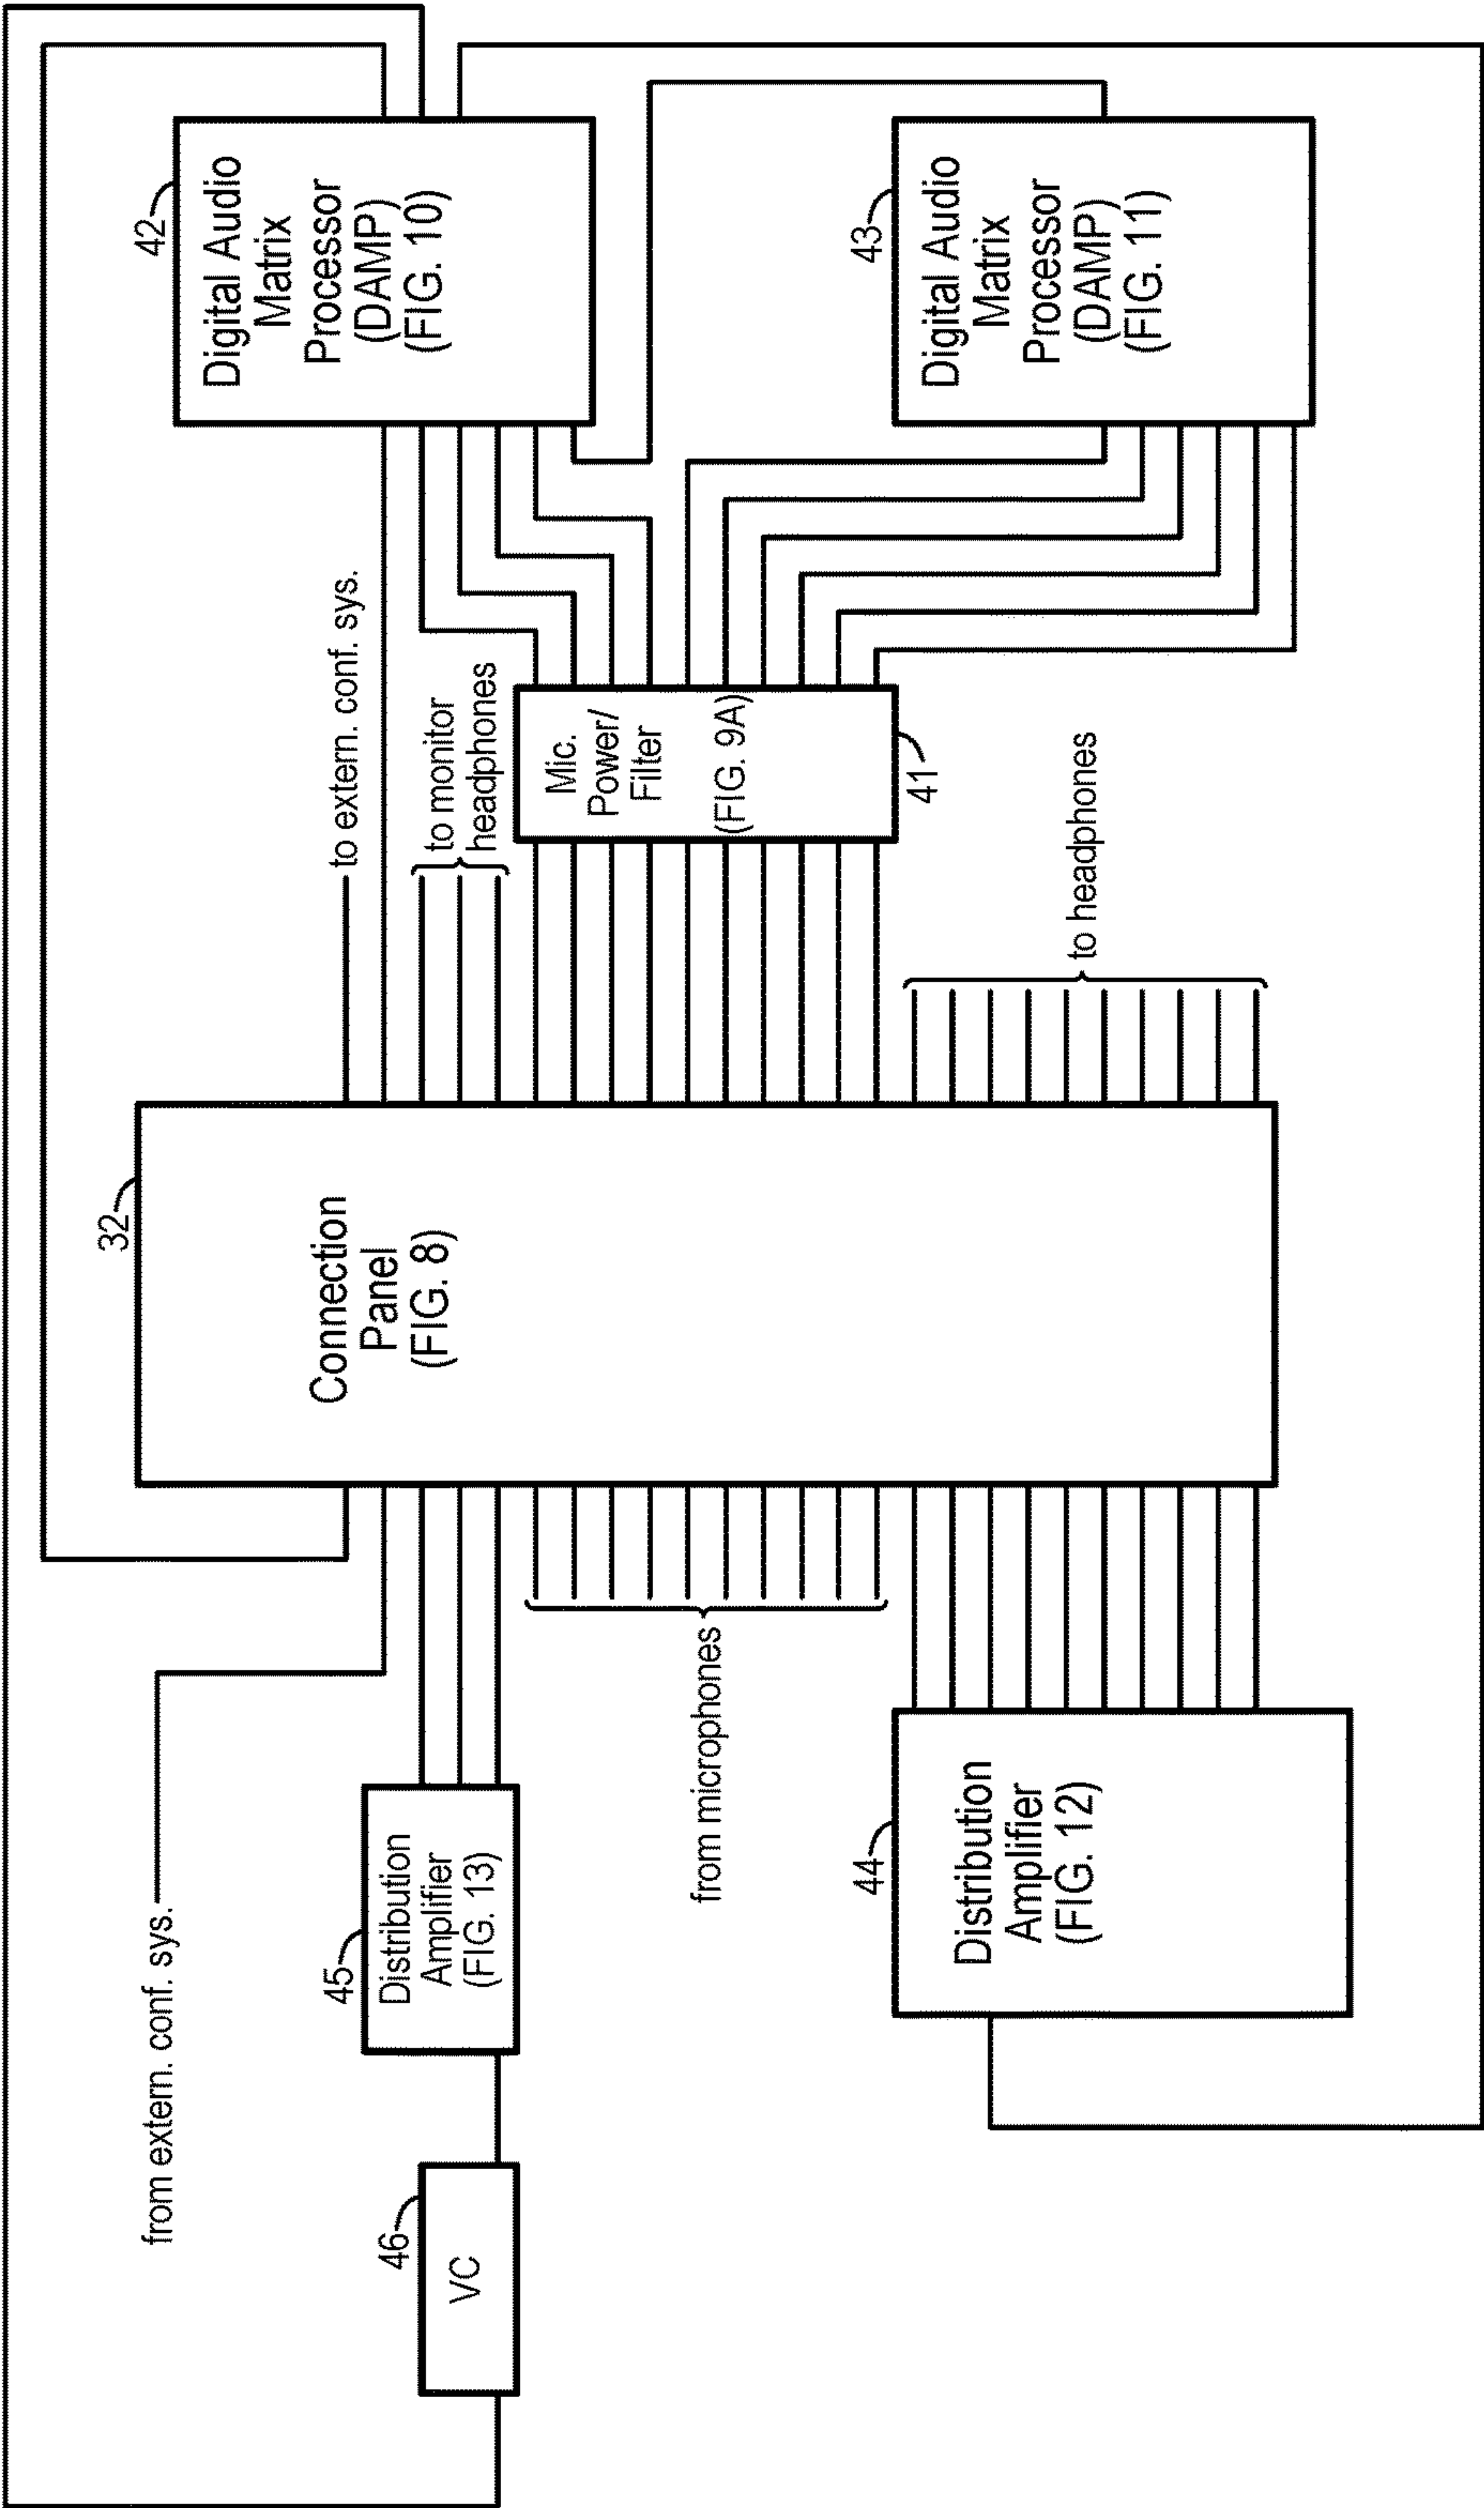 from extern. conf. sys.
46
VC
45
Distribution
Amplifier
(FIG. 13)
from microphones
44
Distribution
Amplifier
(FIG. 12)
32
Connection
Panel
(FIG. 8)
to extern. conf. sys.
to monitor
headphones
Mic.
Power/
Filter
(FIG. 9A)
41
to headphones
42
Digital Audio
Matrix
Processor
(DAMP)
(FIG. 10)
43
Digital Audio
Matrix
Processor
(DAMP)
(FIG. 11)